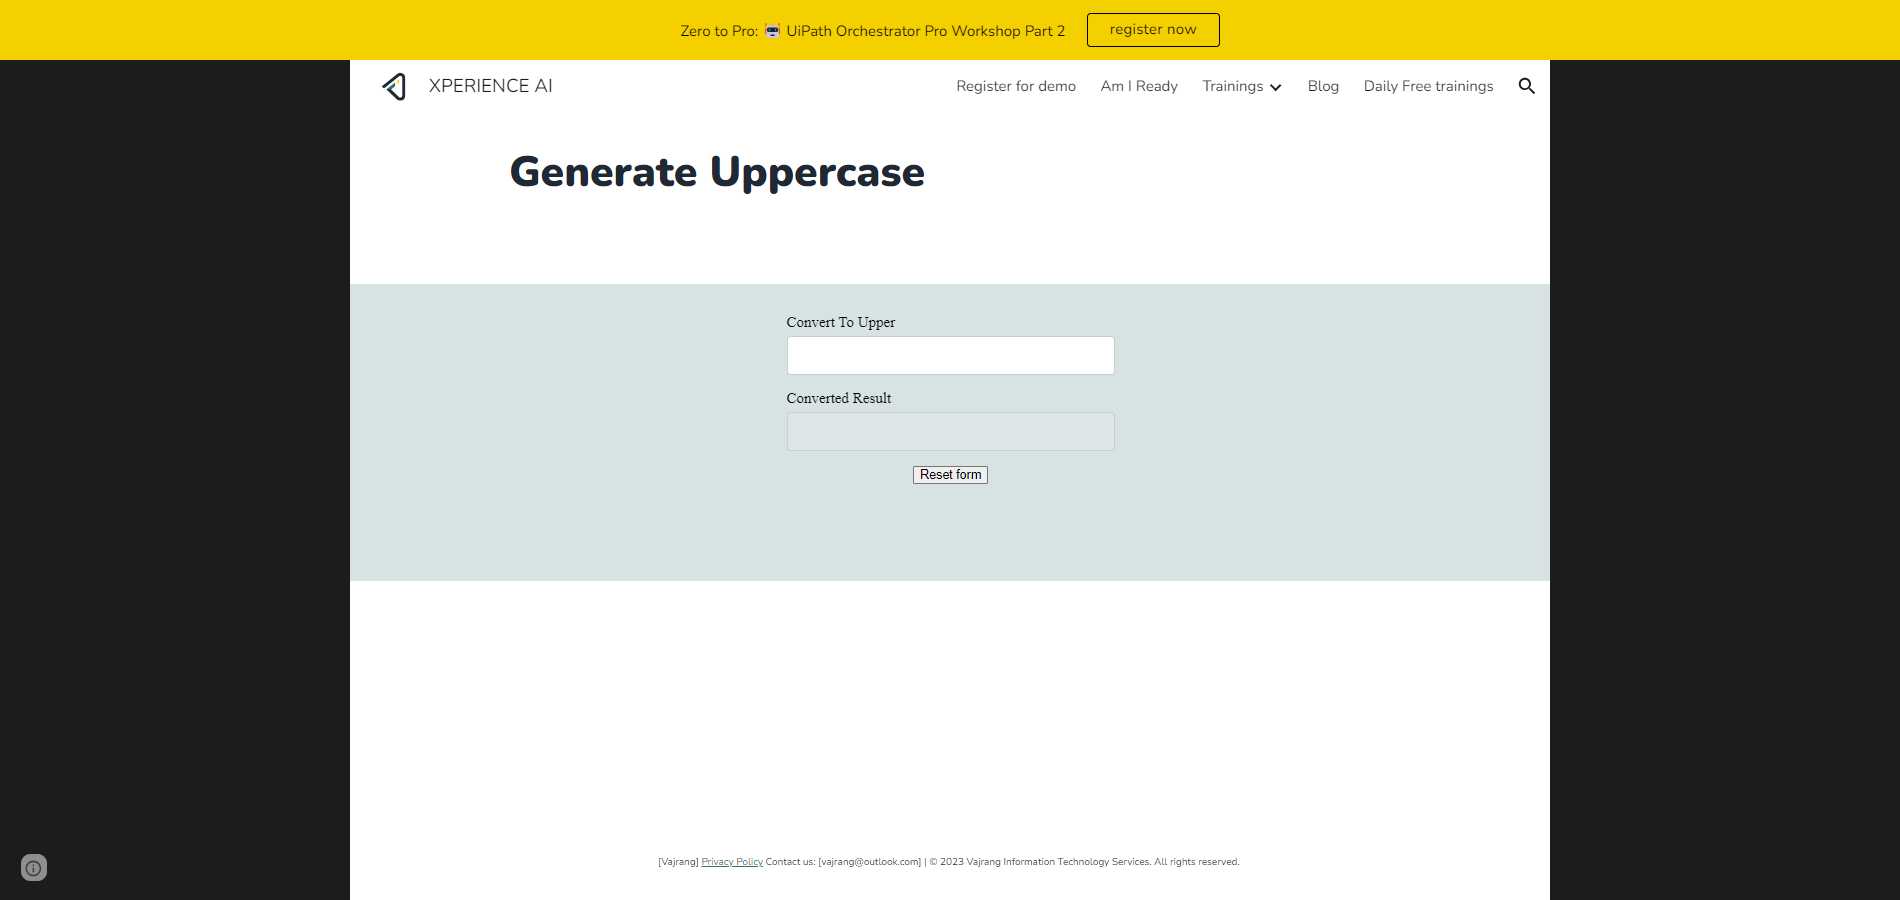 Zero to Pro: 🤖 UiPath Orchestrator Pro Workshop Part 2 register now
XPERIENCE AI Register for demo Am I Ready Trainings Blog Daily Free trainings
Generate Uppercase
Convert To Upper
Converted Result
Reset form
[Vajrang] Privacy Policy Contact us: [vajrang@outlook.com] | © 2023 Vajrang Information Technology Services. All rights reserved.